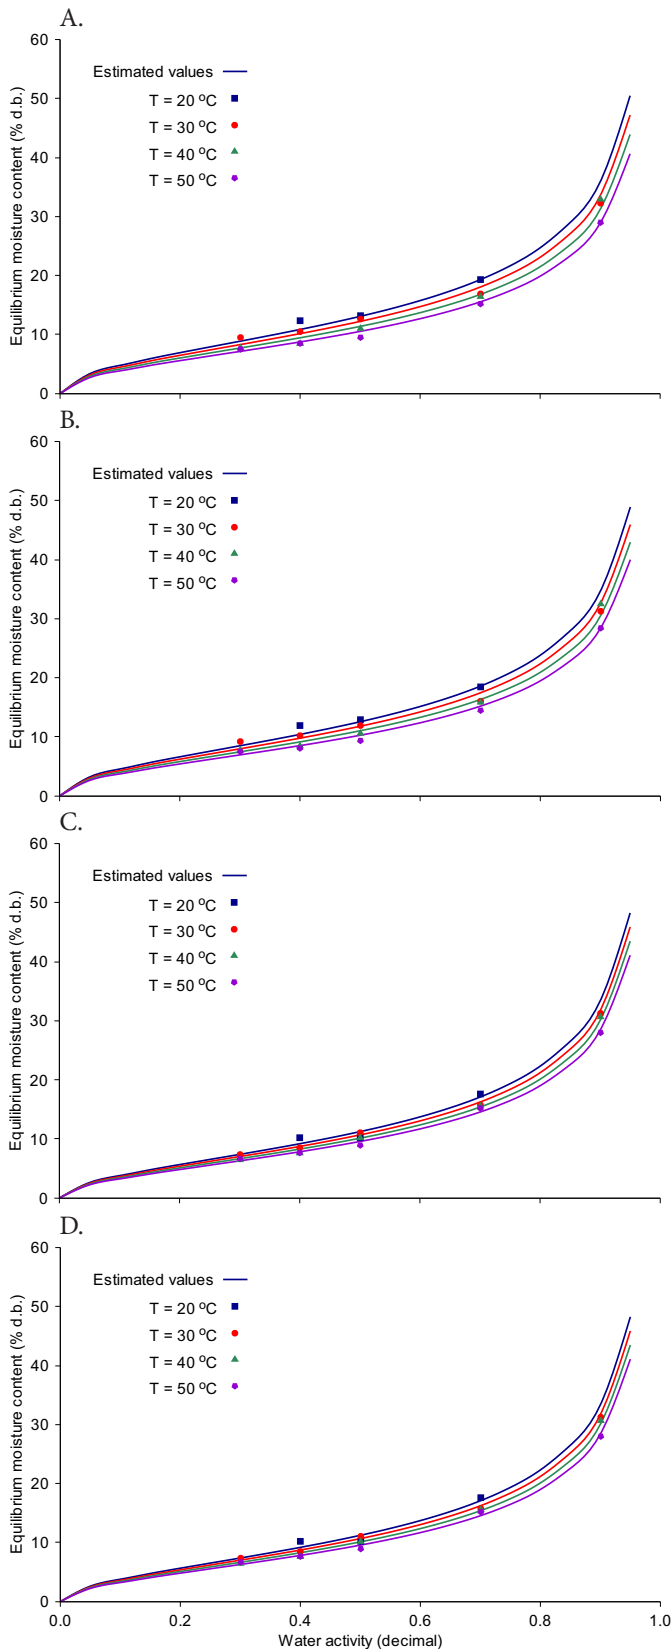 A.
60
50
40
30
20
10
0
Equilibrium moisture content (% d.b.)
Estimated values
T = 20 ºC
T = 30 ºC
T = 40 ºC
T = 50 ºC
B.
60
50
40
30
20
10
0
Equilibrium moisture content (% d.b.)
Estimated values
T = 20 ºC
T = 30 ºC
T = 40 ºC
T = 50 ºC
C.
60
50
40
30
20
10
0
Equilibrium moisture content (% d.b.)
Estimated values
T = 20 ºC
T = 30 ºC
T = 40 ºC
T = 50 ºC
D.
60
50
40
30
20
10
0
Equilibrium moisture content (% d.b.)
Estimated values
T = 20 ºC
T = 30 ºC
T = 40 ºC
T = 50 ºC
0.0 0.2 0.4 0.6 0.8 1.0
Water activity (decimal)